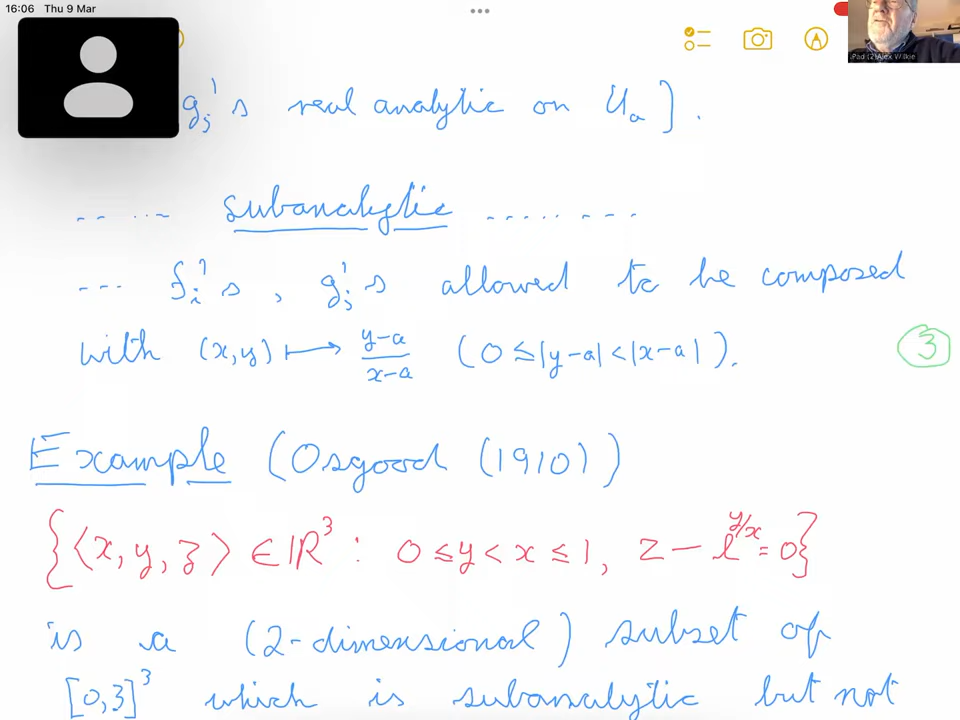 16:06 Thu 9 Mar
g_j's real analytic on U_a ].
..... subanalytic ........
--- f_i's, g_j's allowed to be composed
with (x,y) ↦ (y-a)/(x-a) (0 ≤ |y-a| < |x-a|).
3
Example (Osgood (1910))
{⟨x, y, z⟩ ∈ ℝ^3 : 0 ≤ y < x ≤ 1, z - e^{y/x} = 0}
is a (2-dimensional) subset of
[0,3]^3 which is subanalytic but not